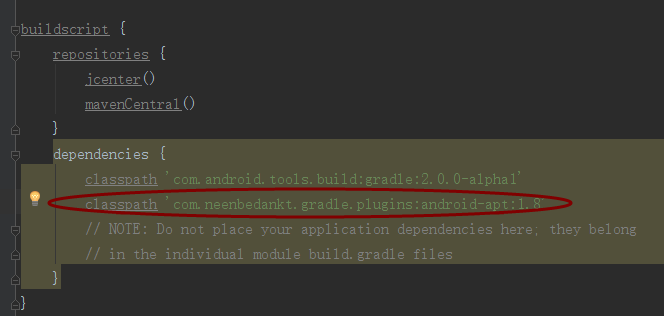 buildscript {
repositories {
jcenter()
mavenCentral()
}
dependencies {
classpath 'com.android.tools.build:gradle:2.0.0-alpha1'
classpath 'com.neenbedankt.gradle.plugins:android-apt:1.8'
// NOTE: Do not place your application dependencies here; they belong
// in the individual module build.gradle files
}
}